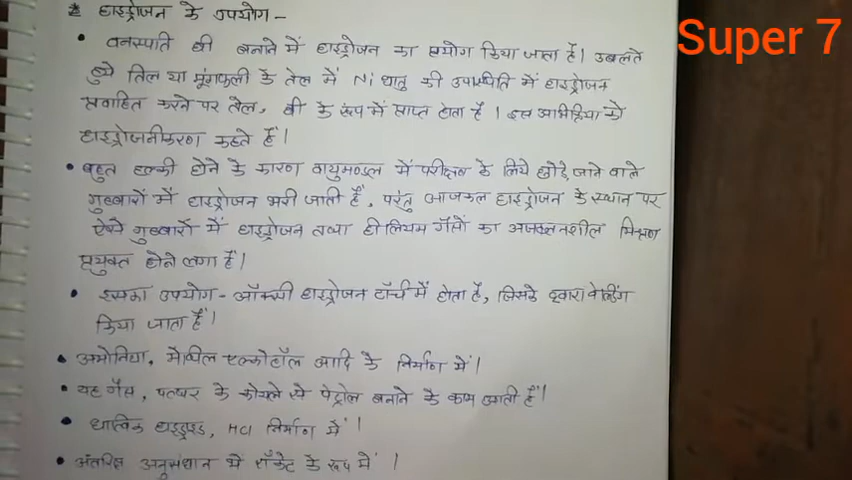 हाइड्रोजन के उपयोग -
Super 7
• वनस्पति घी बनाने में हाइड्रोजन का प्रयोग किया जाता है। उबलते
हुये तिल या मूंगफली के तेल में Ni धातु की उपस्थिति में हाइड्रोजन
प्रवाहित करने पर तेल, घी के रूप में प्राप्त होता है। इस अभिक्रिया को
हाइड्रोजनीकरण कहते हैं।
• बहुत हल्की होने के कारण वायुमण्डल में परीक्षण के लिये छोड़े जाने वाले
गुब्बारों में हाइड्रोजन भरी जाती हैं, परंतु आजकल हाइड्रोजन के स्थान पर
ऐसे गुब्बारों में हाइड्रोजन तथा हीलियम गैसों का अज्वलनशील मिश्रण
प्रयुक्त होने लगा हैं।
• इसका उपयोग - ऑक्सी हाइड्रोजन टॉर्च में होता है, जिसके द्वारा वेल्डिंग
किया जाता हैं।
• अमोनिया, मेथिल एल्कोहॉल आदि के निर्माण में।
• यह गैस, पत्थर के कोयले से पेट्रोल बनाने के काम आती हैं।
• धात्विक हाइड्राइड, HCl निर्माण में।
• अंतरिक्ष अनुसंधान में रॉकेट के रूप में।